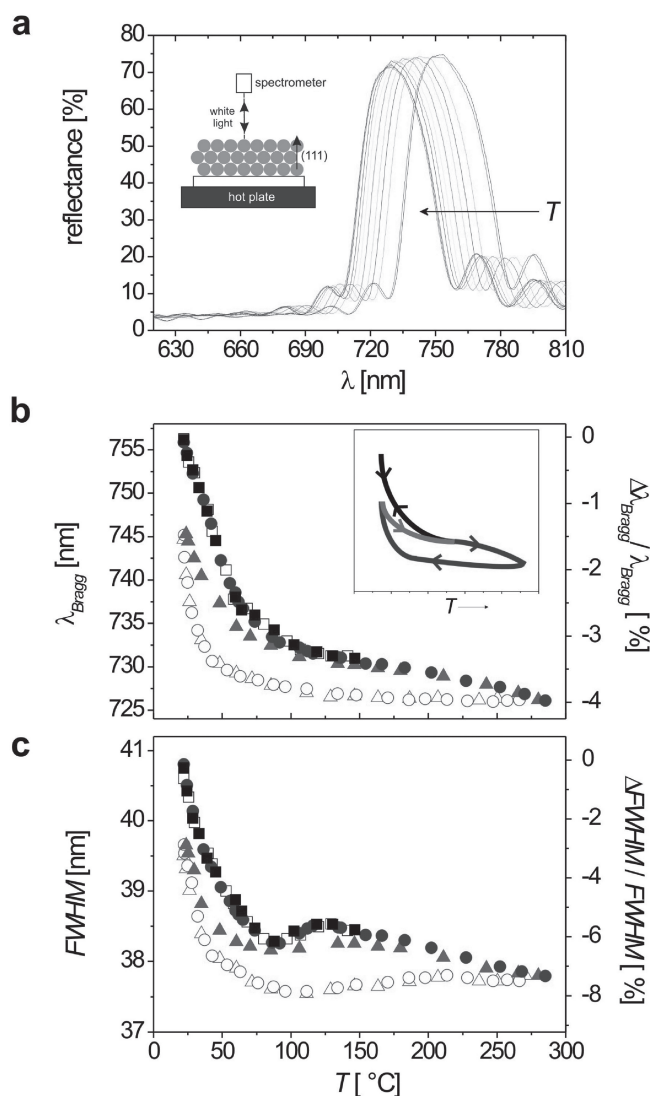 a
reflectance [%]
80
70
60
50
40
30
20
10
0
spectrometer
white
light
(111)
hot plate
T
630
660
690
720
750
780
810
λ [nm]
b
λBragg [nm]
755
750
745
740
735
730
725
T
0
-1
-2
-3
-4
ΔλBragg / λBragg [%]
c
FWHM [nm]
41
40
39
38
37
0
-2
-4
-6
-8
ΔFWHM / FWHM [%]
0
50
100
150
200
250
300
T [ °C]